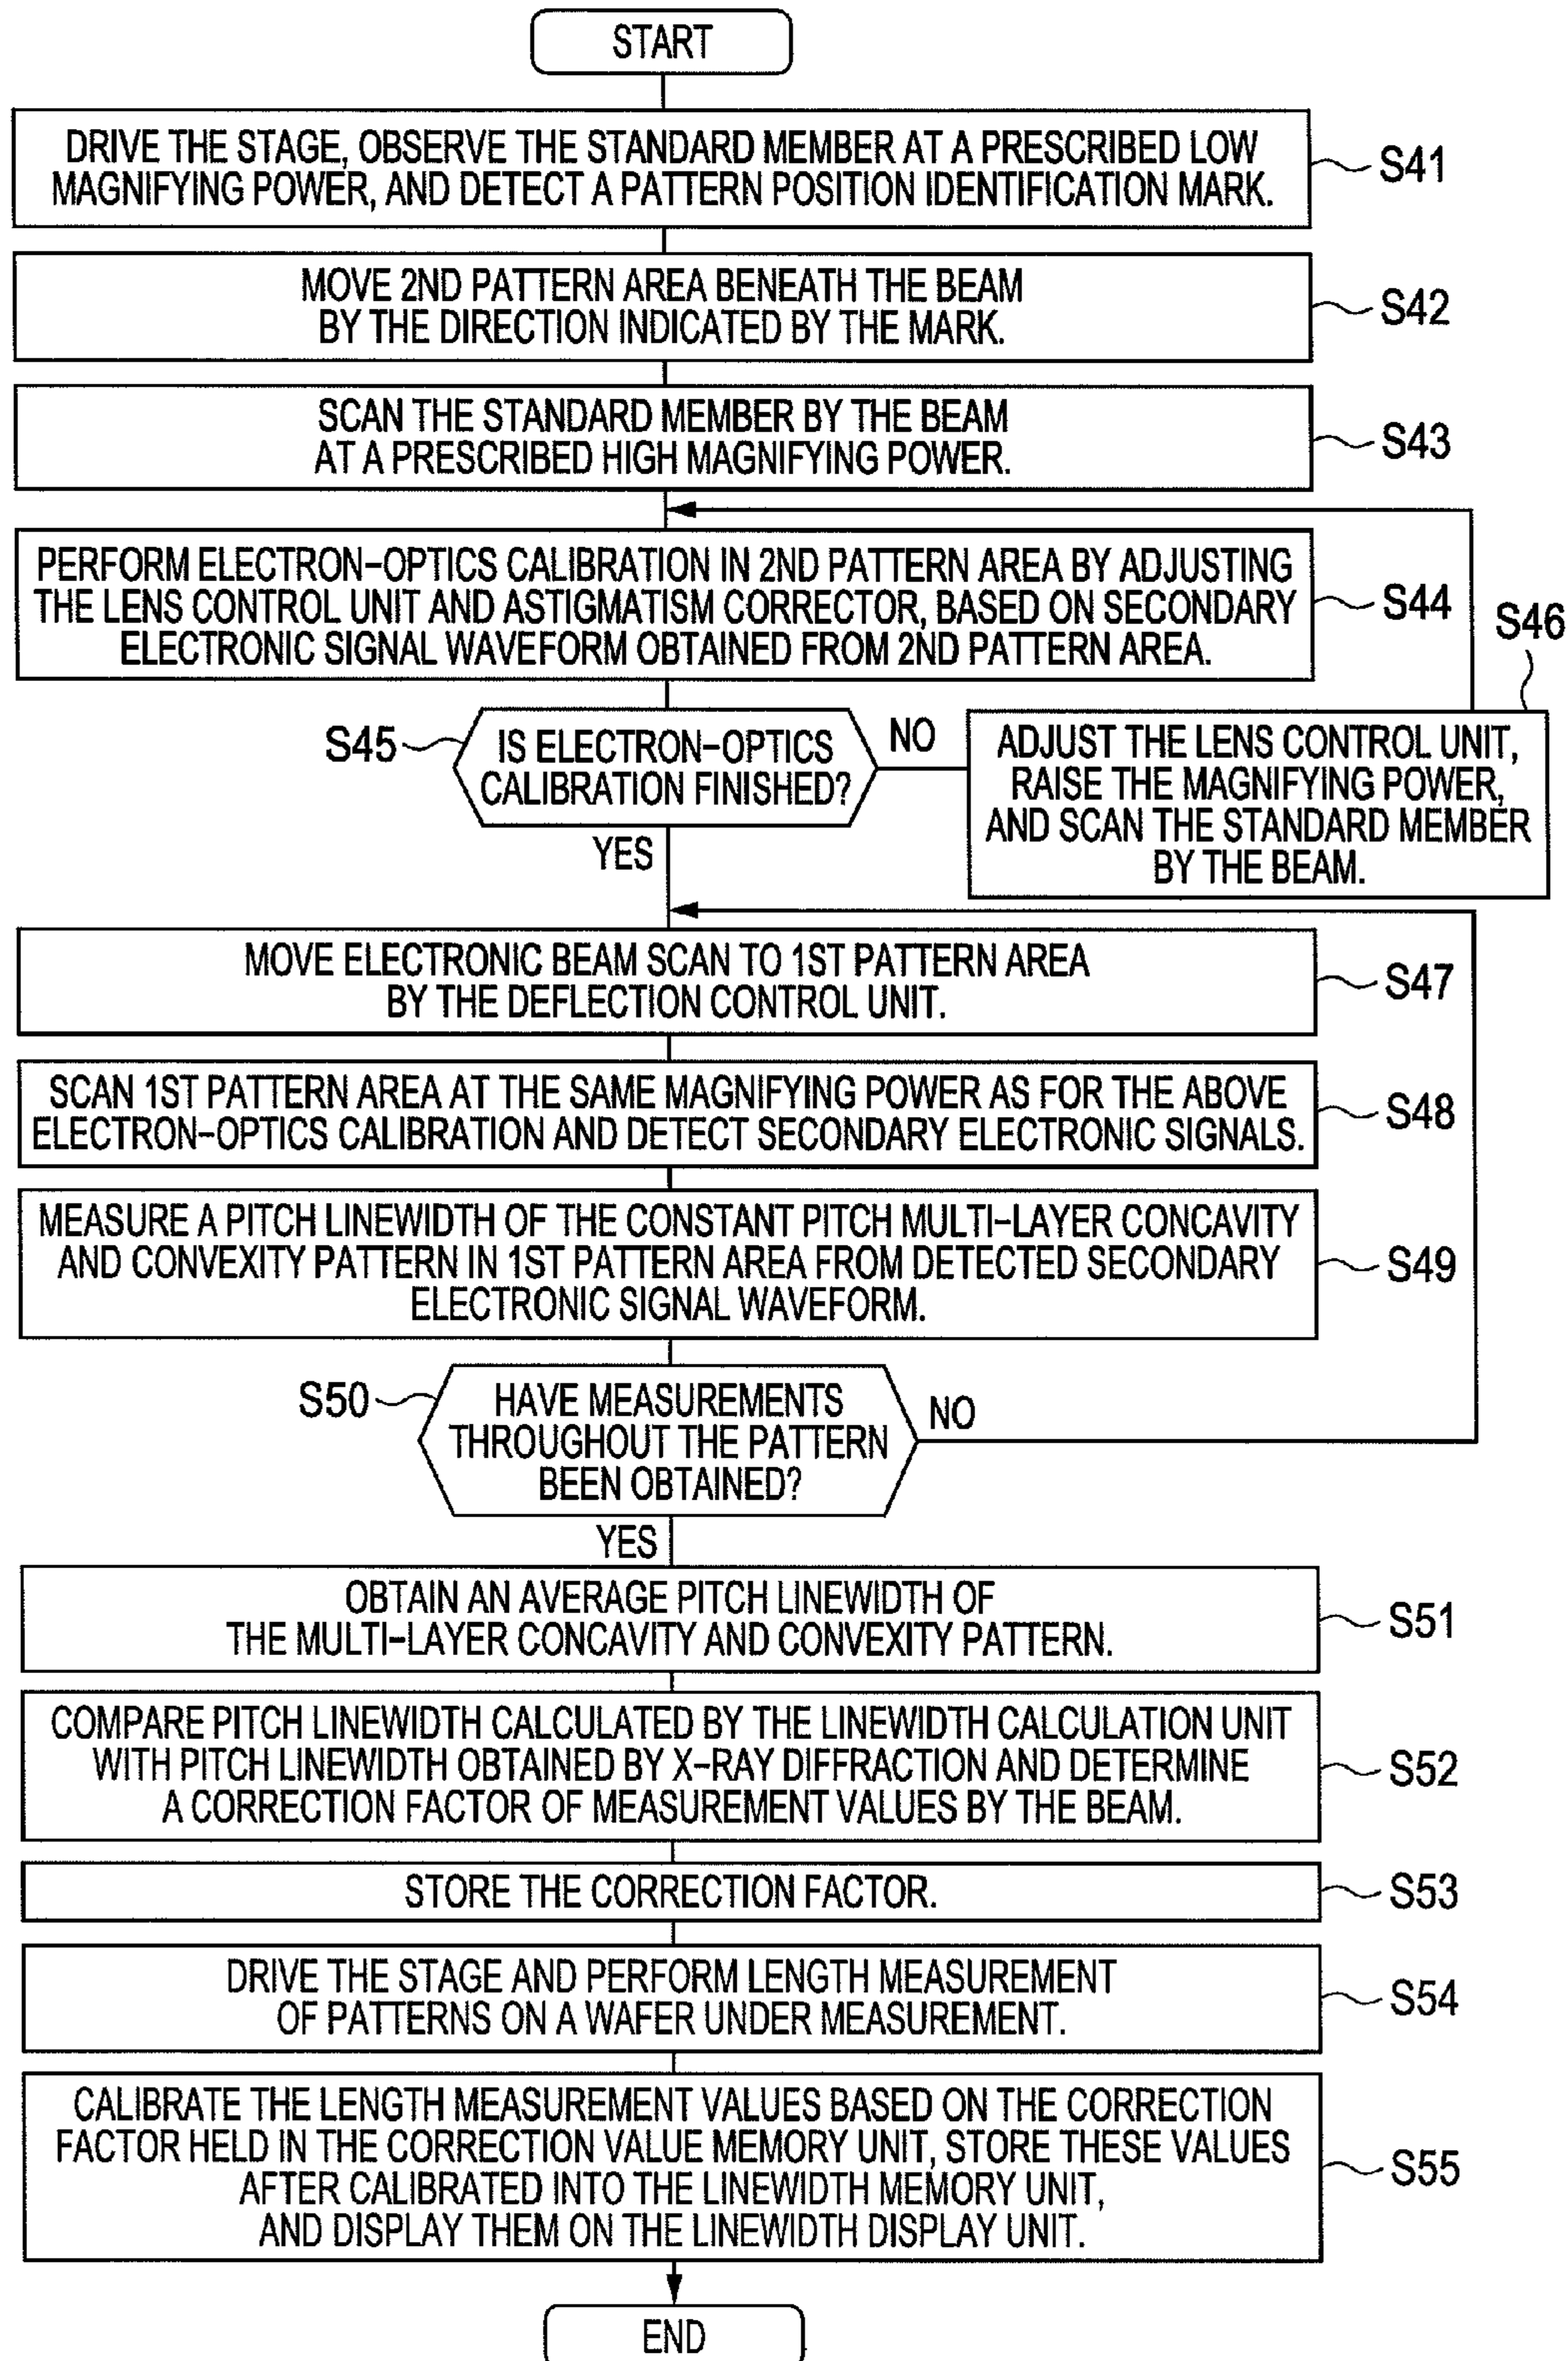 START
DRIVE THE STAGE, OBSERVE THE STANDARD MEMBER AT A PRESCRIBED LOW
MAGNIFYING POWER, AND DETECT A PATTERN POSITION IDENTIFICATION MARK.
S41
MOVE 2ND PATTERN AREA BENEATH THE BEAM
BY THE DIRECTION INDICATED BY THE MARK.
S42
SCAN THE STANDARD MEMBER BY THE BEAM
AT A PRESCRIBED HIGH MAGNIFYING POWER.
S43
PERFORM ELECTRON-OPTICS CALIBRATION IN 2ND PATTERN AREA BY ADJUSTING
THE LENS CONTROL UNIT AND ASTIGMATISM CORRECTOR, BASED ON SECONDARY
ELECTRONIC SIGNAL WAVEFORM OBTAINED FROM 2ND PATTERN AREA.
S44
S45
IS ELECTRON-OPTICS
CALIBRATION FINISHED?
NO
YES
S46
ADJUST THE LENS CONTROL UNIT,
RAISE THE MAGNIFYING POWER,
AND SCAN THE STANDARD MEMBER
BY THE BEAM.
MOVE ELECTRONIC BEAM SCAN TO 1ST PATTERN AREA
BY THE DEFLECTION CONTROL UNIT.
S47
SCAN 1ST PATTERN AREA AT THE SAME MAGNIFYING POWER AS FOR THE ABOVE
ELECTRON-OPTICS CALIBRATION AND DETECT SECONDARY ELECTRONIC SIGNALS.
S48
MEASURE A PITCH LINEWIDTH OF THE CONSTANT PITCH MULTI-LAYER CONCAVITY
AND CONVEXITY PATTERN IN 1ST PATTERN AREA FROM DETECTED SECONDARY
ELECTRONIC SIGNAL WAVEFORM.
S49
S50
HAVE MEASUREMENTS
THROUGHOUT THE PATTERN
BEEN OBTAINED?
NO
YES
OBTAIN AN AVERAGE PITCH LINEWIDTH OF
THE MULTI-LAYER CONCAVITY AND CONVEXITY PATTERN.
S51
COMPARE PITCH LINEWIDTH CALCULATED BY THE LINEWIDTH CALCULATION UNIT
WITH PITCH LINEWIDTH OBTAINED BY X-RAY DIFFRACTION AND DETERMINE
A CORRECTION FACTOR OF MEASUREMENT VALUES BY THE BEAM.
S52
STORE THE CORRECTION FACTOR.
S53
DRIVE THE STAGE AND PERFORM LENGTH MEASUREMENT
OF PATTERNS ON A WAFER UNDER MEASUREMENT.
S54
CALIBRATE THE LENGTH MEASUREMENT VALUES BASED ON THE CORRECTION
FACTOR HELD IN THE CORRECTION VALUE MEMORY UNIT, STORE THESE VALUES
AFTER CALIBRATED INTO THE LINEWIDTH MEMORY UNIT,
AND DISPLAY THEM ON THE LINEWIDTH DISPLAY UNIT.
S55
END